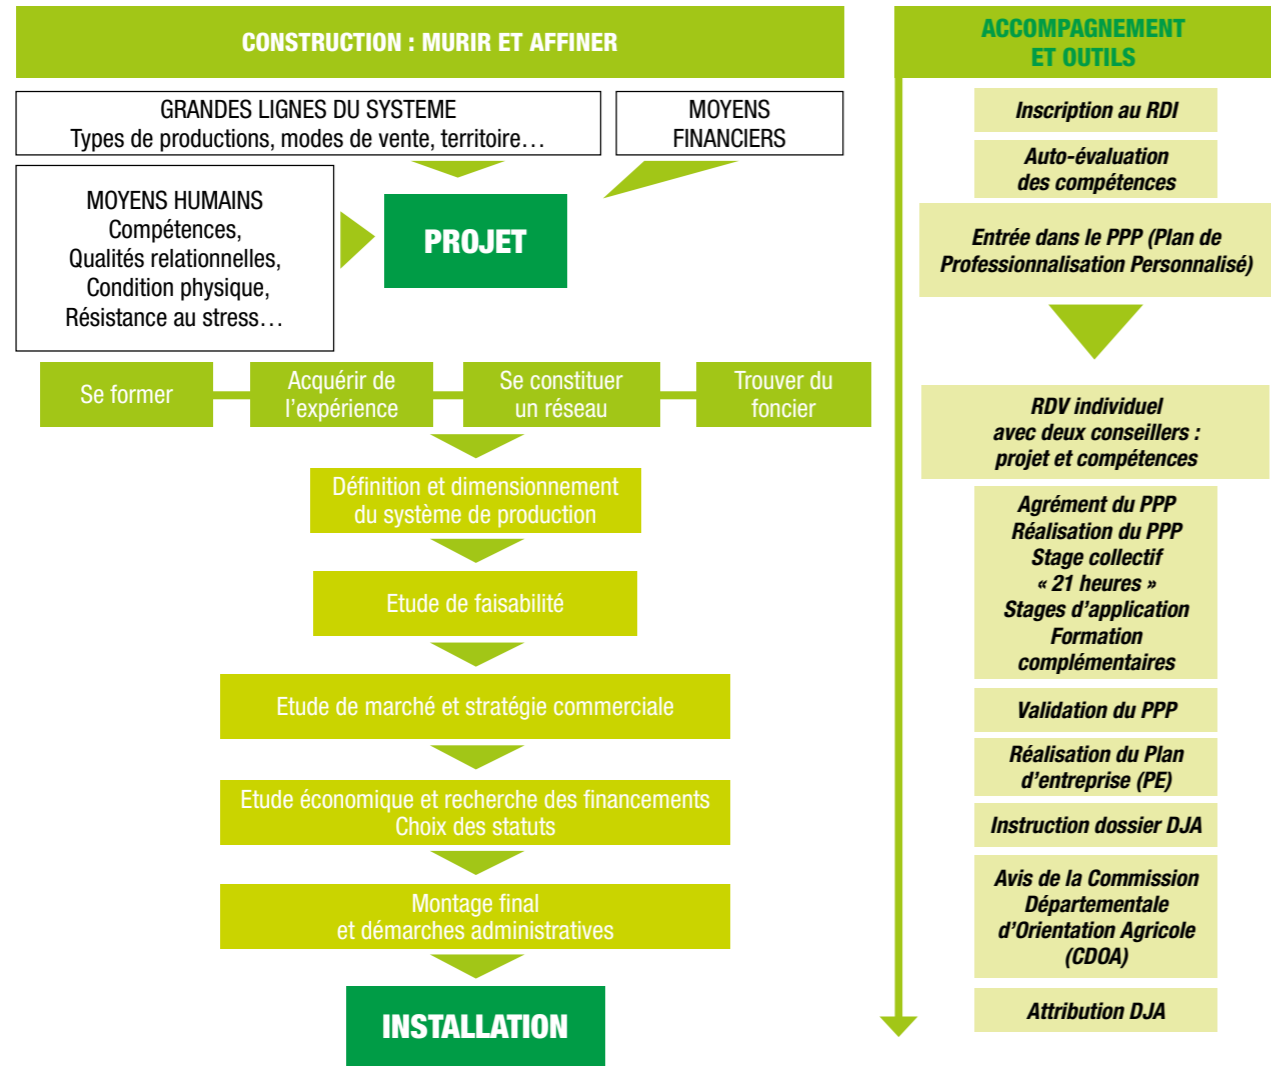 CONSTRUCTION : MURIR ET AFFINER
GRANDES LIGNES DU SYSTEME
Types de productions, modes de vente, territoire…
MOYENS
FINANCIERS
MOYENS HUMAINS
Compétences,
Qualités relationnelles,
Condition physique,
Résistance au stress…
PROJET
Se former
Acquérir de
l’expérience
Se constituer
un réseau
Trouver du
foncier
Définition et dimensionnement
du système de production
Etude de faisabilité
Etude de marché et stratégie commerciale
Etude économique et recherche des financements
Choix des statuts
Montage final
et démarches administratives
INSTALLATION
ACCOMPAGNEMENT
ET OUTILS
Inscription au RDI
Auto-évaluation
des compétences
Entrée dans le PPP (Plan de
Professionnalisation Personnalisé)
RDV individuel
avec deux conseillers :
projet et compétences
Agrément du PPP
Réalisation du PPP
Stage collectif
« 21 heures »
Stages d’application
Formation
complémentaires
Validation du PPP
Réalisation du Plan
d’entreprise (PE)
Instruction dossier DJA
Avis de la Commission
Départementale
d’Orientation Agricole
(CDOA)
Attribution DJA